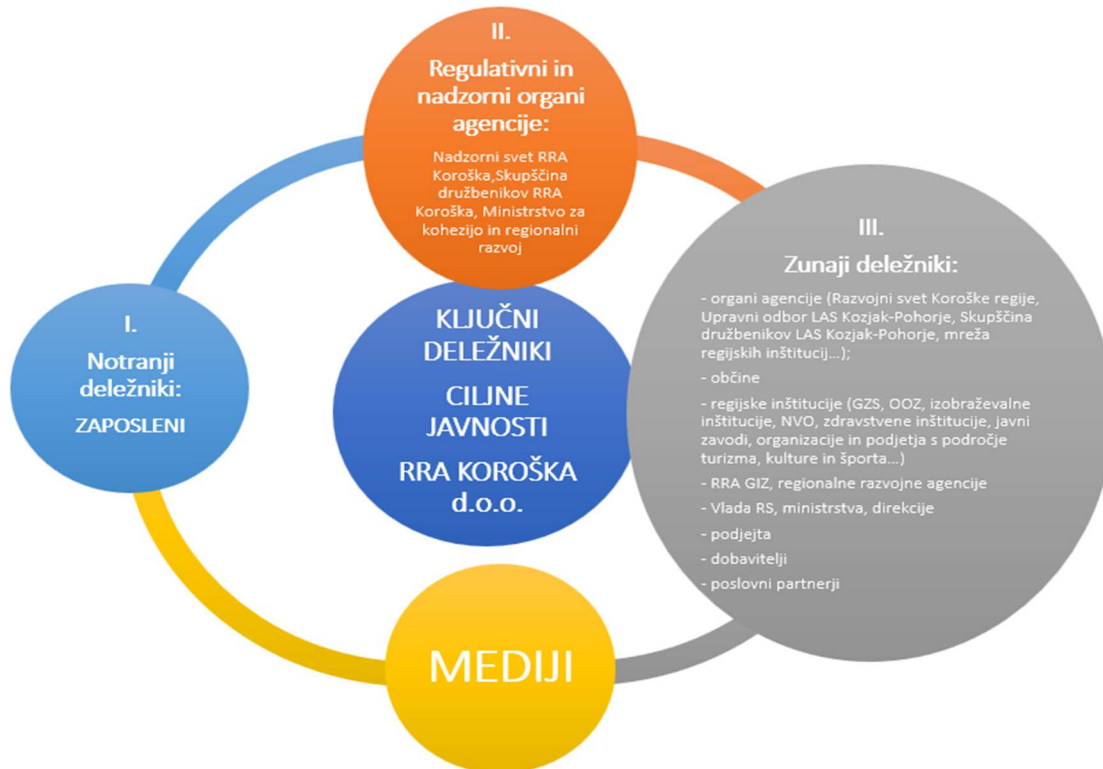 II.
Regulativni in
nadzorni organi
agencije:
Nadzorni svet RRA
Koroška,Skupščina
družbenikov RRA
Koroška, Ministrstvo za
kohezijo in regionalni
razvoj
I.
Notranji
deležniki:
ZAPOSLENI
KLJUČNI
DELEŽNIKI
CILJNE
JAVNOSTI
RRA KOROŠKA
d.o.o.
III.
Zunaji deležniki:
- organi agencije (Razvojni svet Koroške regije,
Upravni odbor LAS Kozjak-Pohorje, Skupščina
družbenikov LAS Kozjak-Pohorje, mreža
regijskih inštitucij...);
- občine
- regijske inštitucije (GZS, OOZ, izobraževalne
inštitucije, NVO, zdravstvene inštitucije, javni
zavodi, organizacije in podjetja s področje
turizma, kulture in športa...)
- RRA GIZ, regionalne razvojne agencije
- Vlada RS, ministrstva, direkcije
- podjejta
- dobavitelji
- poslovni partnerji
MEDIJI